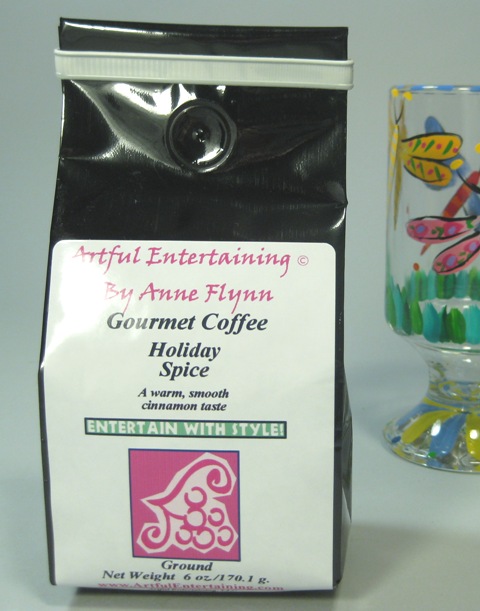 Artful Entertaining ©
By Anne Flynn
Gourmet Coffee
Holiday
Spice
A warm, smooth
cinnamon taste
ENTERTAIN WITH STYLE!
Ground
Net Weight 6 oz./170.1 g.
www.ArtfulEntertaining.com